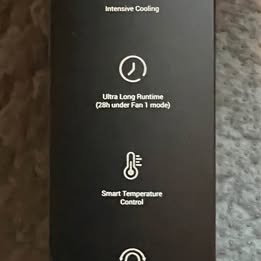 Intensive Cooling
Ultra Long Runtime
(28h under Fan 1 mode)
Smart Temperature
Control